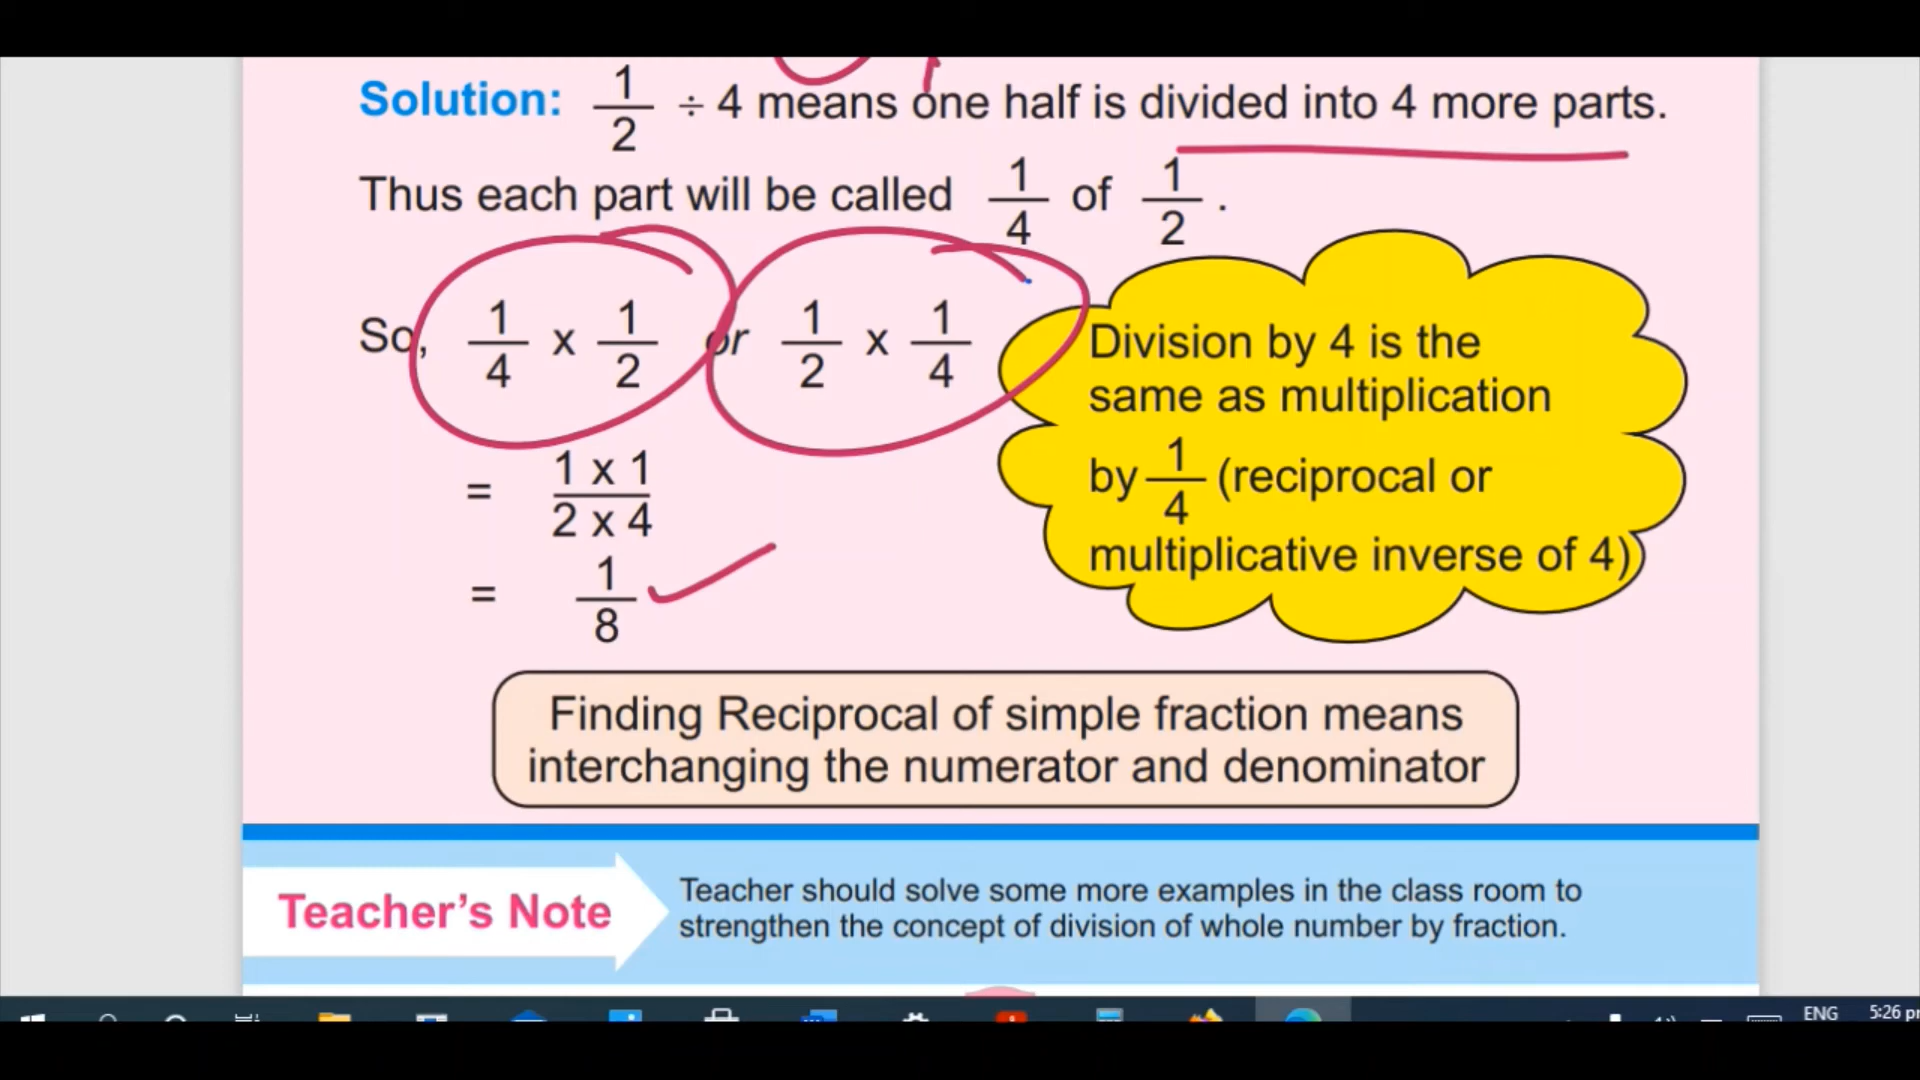 Solution: 1/2 ÷ 4 means one half is divided into 4 more parts.
Thus each part will be called 1/4 of 1/2 .
So, 1/4 x 1/2 or 1/2 x 1/4
= 1 x 1 / 2 x 4
= 1/8
Division by 4 is the
same as multiplication
by 1/4 (reciprocal or
multiplicative inverse of 4)
Finding Reciprocal of simple fraction means
interchanging the numerator and denominator
Teacher’s Note
Teacher should solve some more examples in the class room to
strengthen the concept of division of whole number by fraction.
ENG 5:26